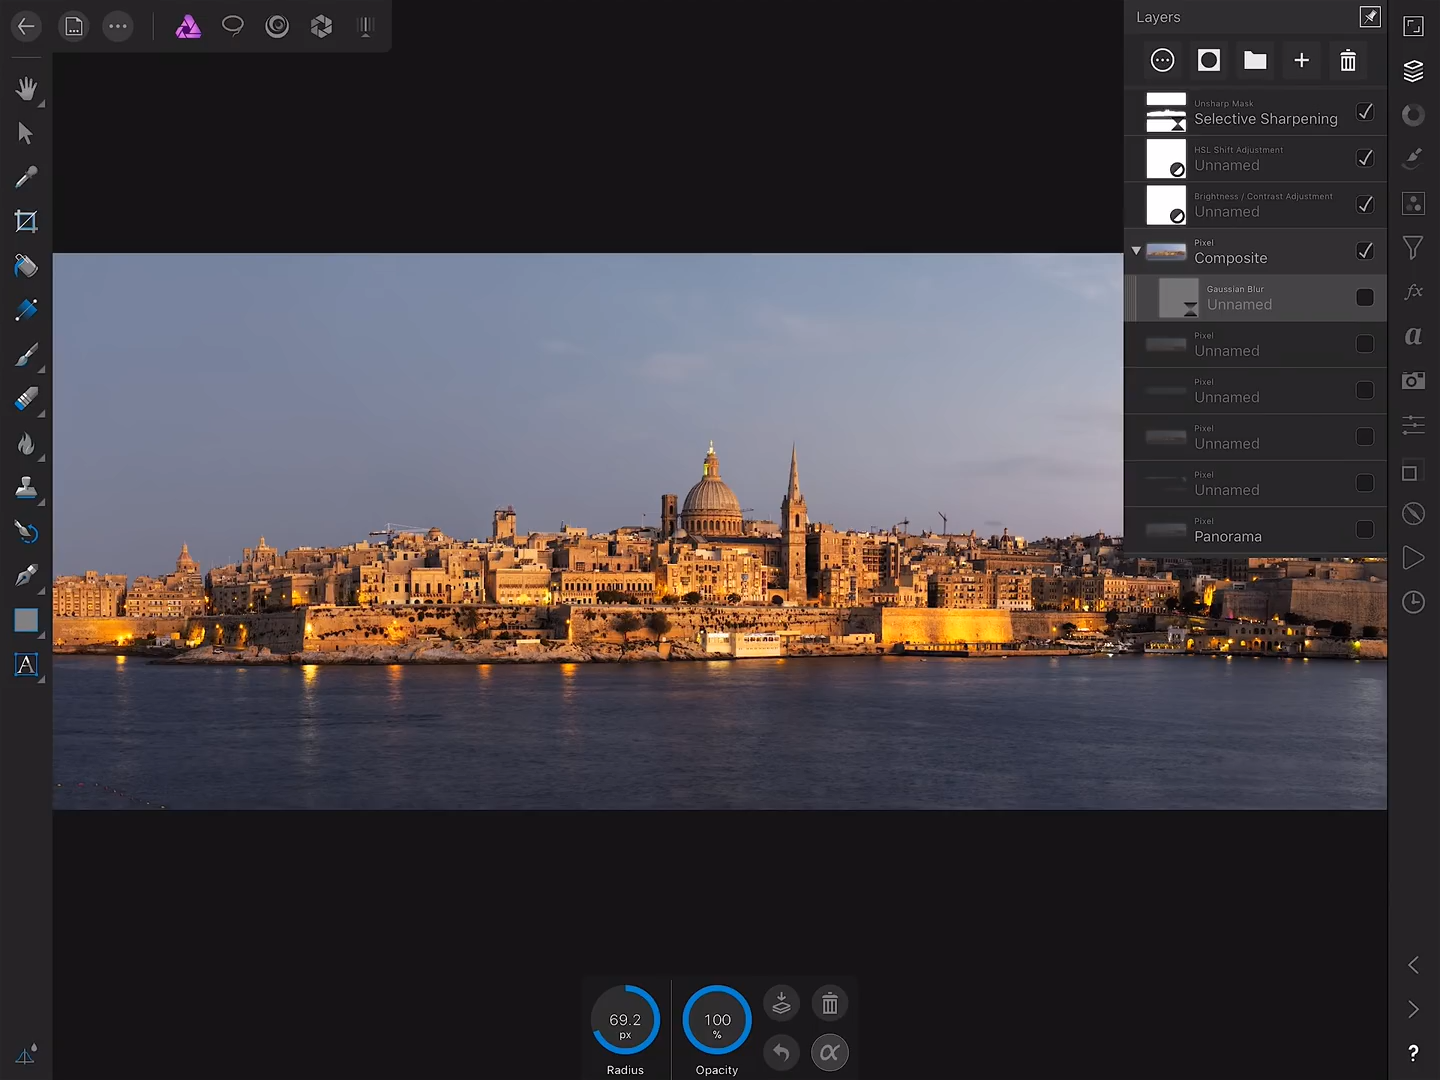 Layers
Unsharp Mask
Selective Sharpening
HSL Shift Adjustment
Unnamed
Brightness / Contrast Adjustment
Unnamed
Pixel
Composite
Gaussian Blur
Unnamed
Pixel
Unnamed
Pixel
Unnamed
Pixel
Unnamed
Pixel
Unnamed
Pixel
Panorama
fx
a
A
69.2
px
Radius
100
%
Opacity
α
?